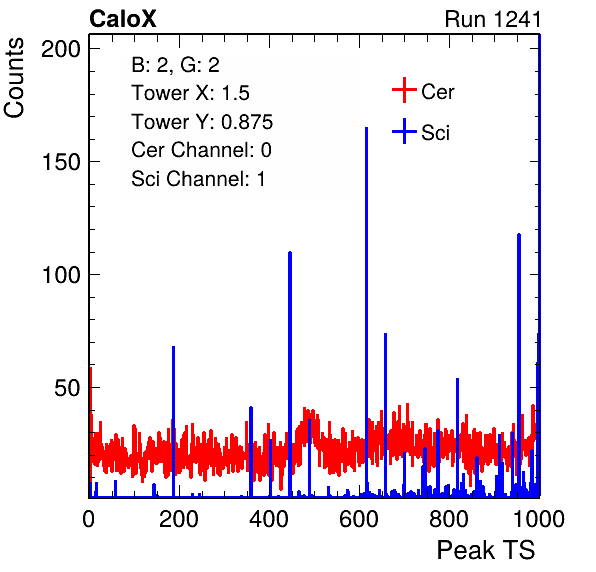 CaloX Run 1241
B: 2, G: 2
Tower X: 1.5
Tower Y: 0.875
Cer Channel: 0
Sci Channel: 1
Cer
Sci
Counts
200
150
100
50
0 200 400 600 800 1000
Peak TS